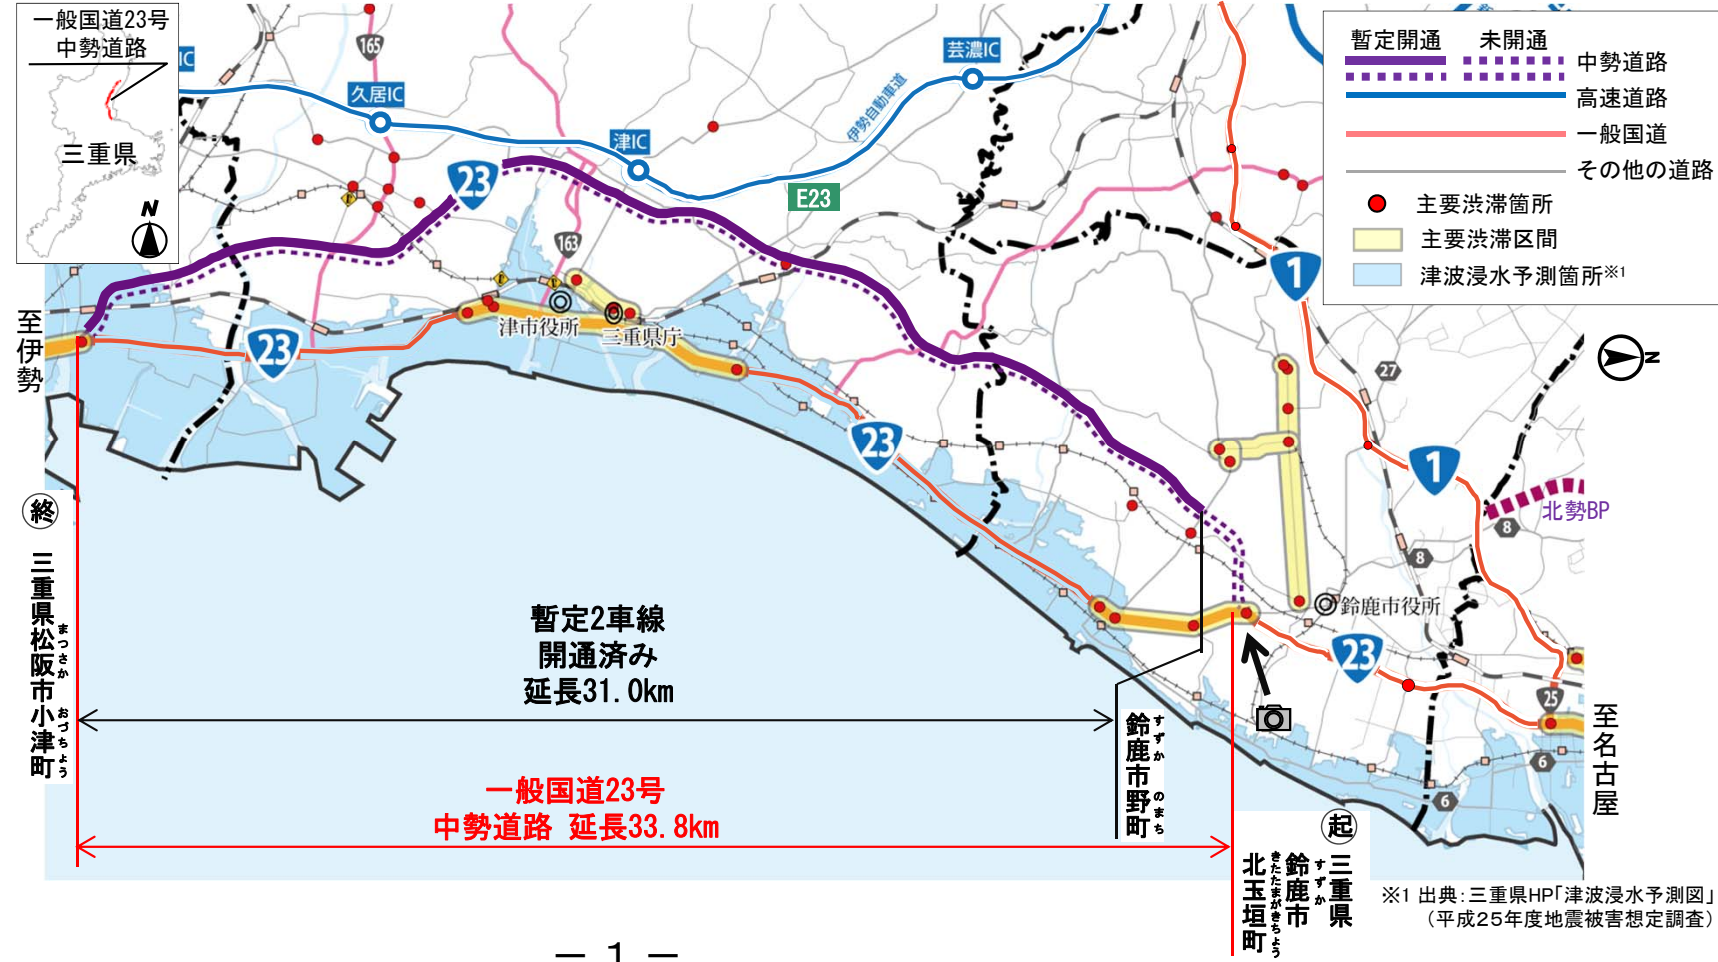 一般国道23号
中勢道路
三重県
N
IC
165
久居IC
津IC
芸濃IC
伊勢自動車道
E23
23
163
暫定開通
未開通
中勢道路
高速道路
一般国道
その他の道路
主要渋滞箇所
主要渋滞区間
津波浸水予測箇所※1
N
至伊勢
23
津市役所
三重県庁
23
1
27
1
北勢BP
8
8
鈴鹿市役所
23
25
6
6
至名古屋
終
三重県松阪市小津町
まつさか
おづちょう
暫定2車線
開通済み
延長31.0km
一般国道23号
中勢道路 延長33.8km
鈴鹿市野町
すずか
のまち
起
三重県
鈴鹿市
すずか
北玉垣町
きたたまがきちょう
※1 出典:三重県HP「津波浸水予測図」
(平成25年度地震被害想定調査)
― 1 ―